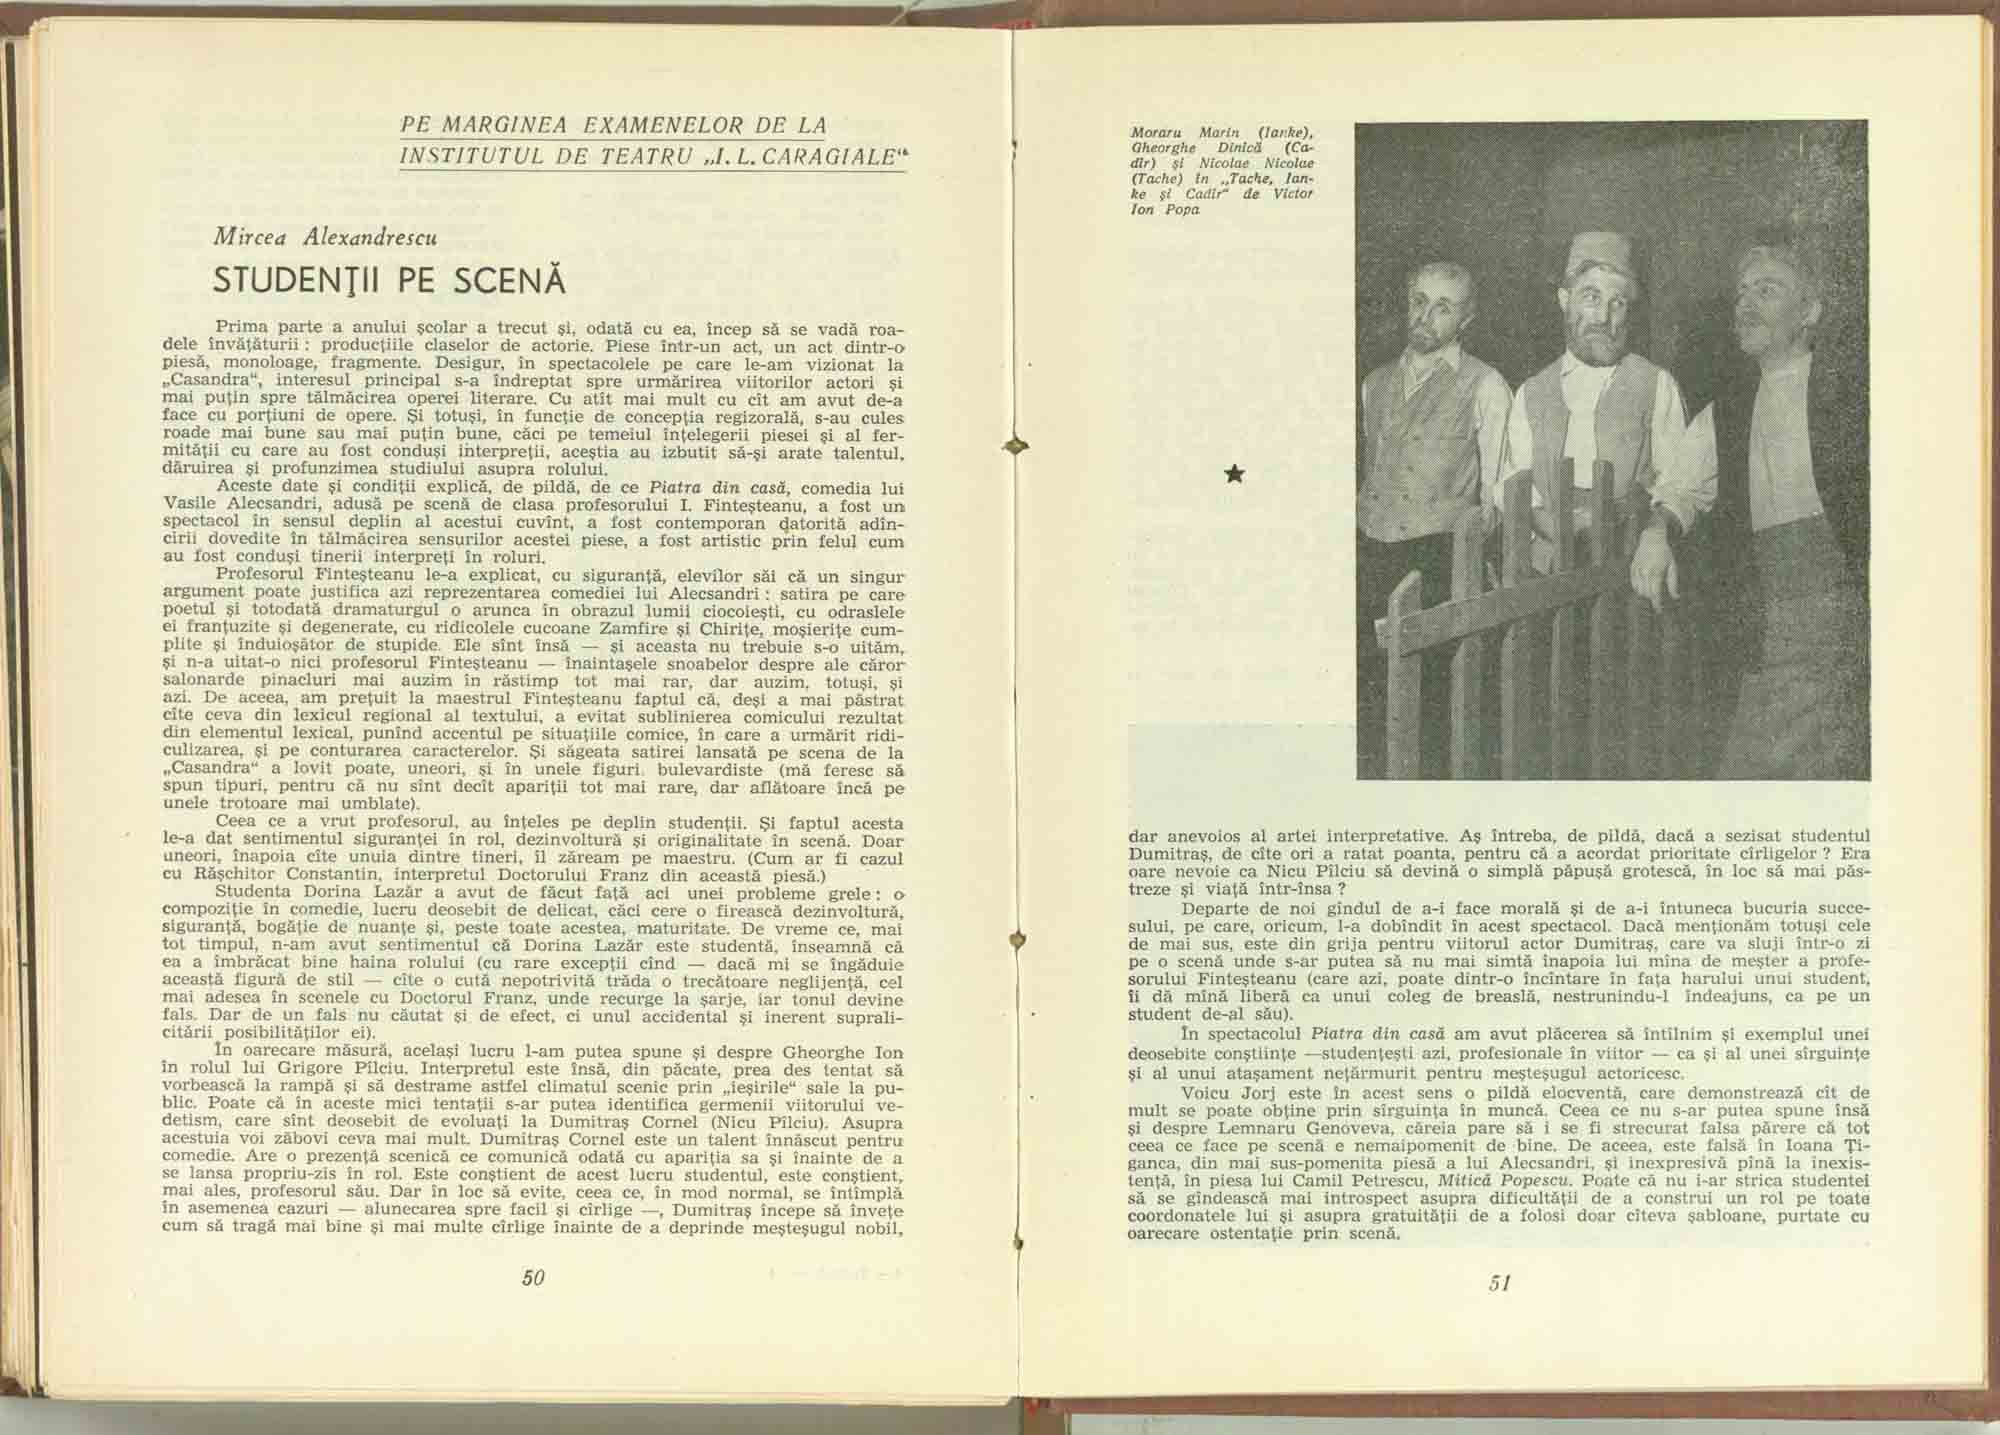 PE MARGINEA EXAMENELOR DE LA
INSTITUTUL DE TEATRU „I. L. CARAGIALE“
Mircea Alexandrescu
STUDENŢII PE SCENĂ
Prima parte a anului şcolar a trecut şi, odată cu ea, încep să se vadă roa-
dele învăţăturii : producţiile claselor de actorie. Piese într-un act, un act dintr-o
piesă, monoloage, fragmente. Desigur, în spectacolele pe care le-am vizionat la
„Casandra“, interesul principal s-a îndreptat spre urmărirea viitorilor actori şi
mai puţin spre tălmăcirea operei literare. Cu atît mai mult cu cît am avut de-a
face cu porţiuni de opere. Şi totuşi, în funcţie de concepţia regizorală, s-au cules
roade mai bune sau mai puţin bune, căci pe temeiul înţelegerii piesei şi al fer-
mităţii cu care au fost conduşi interpreţii, aceştia au izbutit să-şi arate talentul,
dăruirea şi profunzimea studiului asupra rolului.
Aceste date şi condiţii explică, de pildă, de ce Piatra din casă, comedia lui
Vasile Alecsandri, adusă pe scenă de clasa profesorului I. Finteşteanu, a fost un
spectacol în sensul deplin al acestui cuvînt, a fost contemporan datorită adîn-
cirii dovedite în tălmăcirea sensurilor acestei piese, a fost artistic prin felul cum
au fost conduşi tinerii interpreţi în roluri.
Profesorul Finteşteanu le-a explicat, cu siguranţă, elevilor săi că un singur
argument poate justifica azi reprezentarea comediei lui Alecsandri : satira pe care
poetul şi totodată dramaturgul o arunca în obrazul lumii ciocoieşti, cu odraslele
ei franţuzite şi degenerate, cu ridicolele cucoane Zamfire şi Chiriţe, moşieriţe cum-
plite şi înduioşător de stupide. Ele sînt însă — şi aceasta nu trebuie s-o uităm,
şi n-a uitat-o nici profesorul Finteşteanu — înaintaşele snoabelor despre ale căror
salonarde pinacluri mai auzim în răstimp tot mai rar, dar auzim, totuşi, şi
azi. De aceea, am preţuit la maestrul Finteşteanu faptul că, deşi a mai păstrat
cîte ceva din lexicul regional al textului, a evitat sublinierea comicului rezultat
din elementul lexical, punînd accentul pe situaţiile comice, în care a urmărit ridi-
culizarea, şi pe conturarea caracterelor. Şi săgeata satirei lansată pe scena de la
„Casandra“ a lovit poate, uneori, şi în unele figuri bulevardiste (mă feresc să
spun tipuri, pentru că nu sînt decît apariţii tot mai rare, dar aflătoare încă pe
unele trotoare mai umblate).
Ceea ce a vrut profesorul, au înţeles pe deplin studenţii. Şi faptul acesta
le-a dat sentimentul siguranţei în rol, dezinvoltură şi originalitate în scenă. Doar
uneori, înapoia cîte unuia dintre tineri, îl zăream pe maestru. (Cum ar fi cazul
cu Răşchitor Constantin, interpretul Doctorului Franz din această piesă.)
Studenta Dorina Lazăr a avut de făcut faţă aci unei probleme grele : o
compoziţie în comedie, lucru deosebit de delicat, căci cere o firească dezinvoltură,
siguranţă, bogăţie de nuanţe şi, peste toate acestea, maturitate. De vreme ce, mai
tot timpul, n-am avut sentimentul că Dorina Lazăr este studentă, înseamnă că
ea a îmbrăcat bine haina rolului (cu rare excepţii cînd — dacă mi se îngăduie
această figură de stil — cîte o cută nepotrivită trăda o trecătoare neglijenţă, cel
mai adesea în scenele cu Doctorul Franz, unde recurge la şarje, iar tonul devine
fals. Dar de un fals nu căutat şi de efect, ci unul accidental şi inerent suprali-
citării posibilităţilor ei).
În oarecare măsură, acelaşi lucru l-am putea spune şi despre Gheorghe Ion
în rolul lui Grigore Pîlciu. Interpretul este însă, din păcate, prea des tentat să
vorbească la rampă şi să destrame astfel climatul scenic prin „ieşirile“ sale la pu-
blic. Poate că în aceste mici tentaţii s-ar putea identifica germenii viitorului ve-
detism, care sînt deosebit de evoluaţi la Dumitraş Cornel (Nicu Pîlciu). Asupra
acestuia voi zăbovi ceva mai mult. Dumitraş Cornel este un talent înnăscut pentru
comedie. Are o prezenţă scenică ce comunică odată cu apariţia sa şi înainte de a
se lansa propriu-zis în rol. Este conştient de acest lucru studentul, este conştient,
mai ales, profesorul său. Dar în loc să evite, ceea ce, în mod normal, se întîmplă
în asemenea cazuri — alunecarea spre facil şi cîrlige —, Dumitraş începe să înveţe
cum să tragă mai bine şi mai multe cîrlige înainte de a deprinde meşteşugul nobil,
50
Moraru Marin (Ianke),
Gheorghe Dinică (Ca-
dîr) şi Nicolae Nicolae
(Tache) în „Tache, Ian-
ke şi Cadîr“ de Victor
Ion Popa
dar anevoios al artei interpretative. Aş întreba, de pildă, dacă a sezisat studentul
Dumitraş, de cîte ori a ratat poanta, pentru că a acordat prioritate cîrligelor ? Era
oare nevoie ca Nicu Pîlciu să devină o simplă păpuşă grotescă, în loc să mai păs-
treze şi viaţă într-însa ?
Departe de noi gîndul de a-i face morală şi de a-i întuneca bucuria succe-
sului, pe care, oricum, l-a dobîndit în acest spectacol. Dacă menţionăm totuşi cele
de mai sus, este din grija pentru viitorul actor Dumitraş, care va sluji într-o zi
pe o scenă unde s-ar putea să nu mai simtă înapoia lui mîna de meşter a profe-
sorului Finteşteanu (care azi, poate dintr-o încîntare în faţa harului unui student,
îi dă mînă liberă ca unui coleg de breaslă, nestrunindu-l îndeajuns, ca pe un
student de-al său).
În spectacolul Piatra din casă am avut plăcerea să întîlnim şi exemplul unei
deosebite conştiinţe —studenţeşti azi, profesionale în viitor — ca şi al unei sîrguinţe
şi al unui ataşament neţărmurit pentru meşteşugul actoricesc.
Voicu Jorj este în acest sens o pildă elocventă, care demonstrează cît de
mult se poate obţine prin sîrguinţa în muncă. Ceea ce nu s-ar putea spune însă
şi despre Lemnaru Genoveva, căreia pare să i se fi strecurat falsa părere că tot
ceea ce face pe scenă e nemaipomenit de bine. De aceea, este falsă în Ioana Ţi-
ganca, din mai sus-pomenita piesă a lui Alecsandri, şi inexpresivă pînă la inexis-
tenţă, în piesa lui Camil Petrescu, Mitică Popescu. Poate că nu i-ar strica studentei
să se gîndească mai introspect asupra dificultăţii de a construi un rol pe toate
coordonatele lui şi asupra gratuităţii de a folosi doar cîteva şabloane, purtate cu
oarecare ostentaţie prin scenă.
51